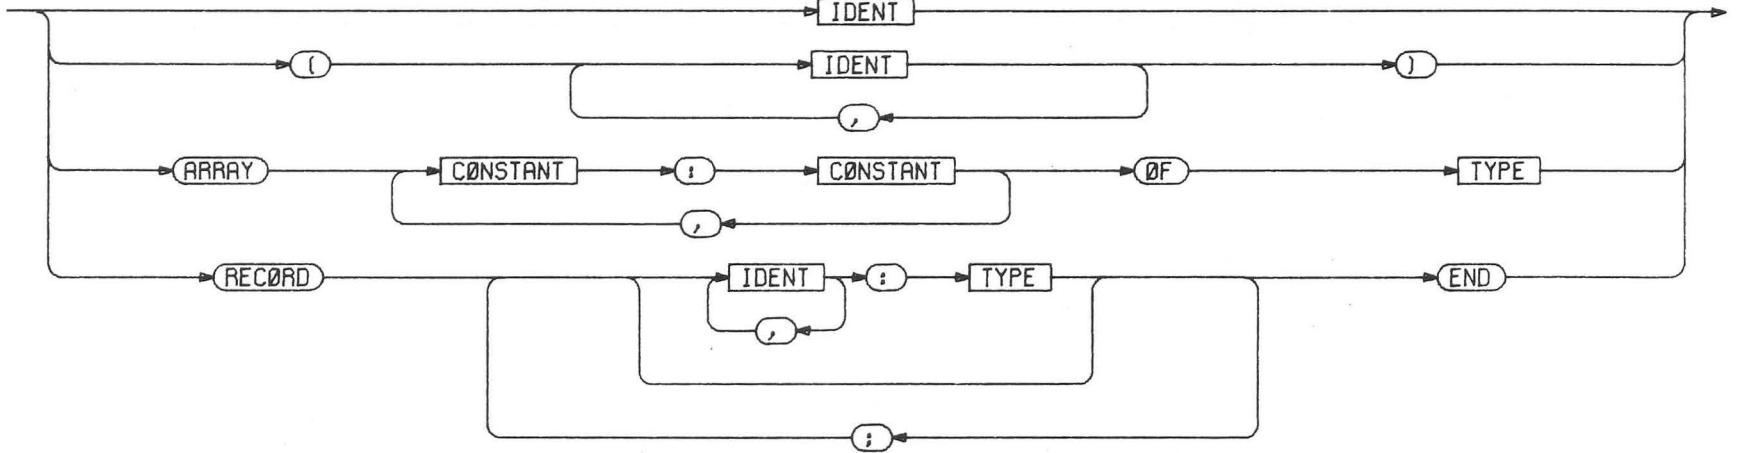 IDENT
( IDENT )
,
ARRAY CØNSTANT : CØNSTANT ØF TYPE
,
RECØRD IDENT : TYPE END
,
;